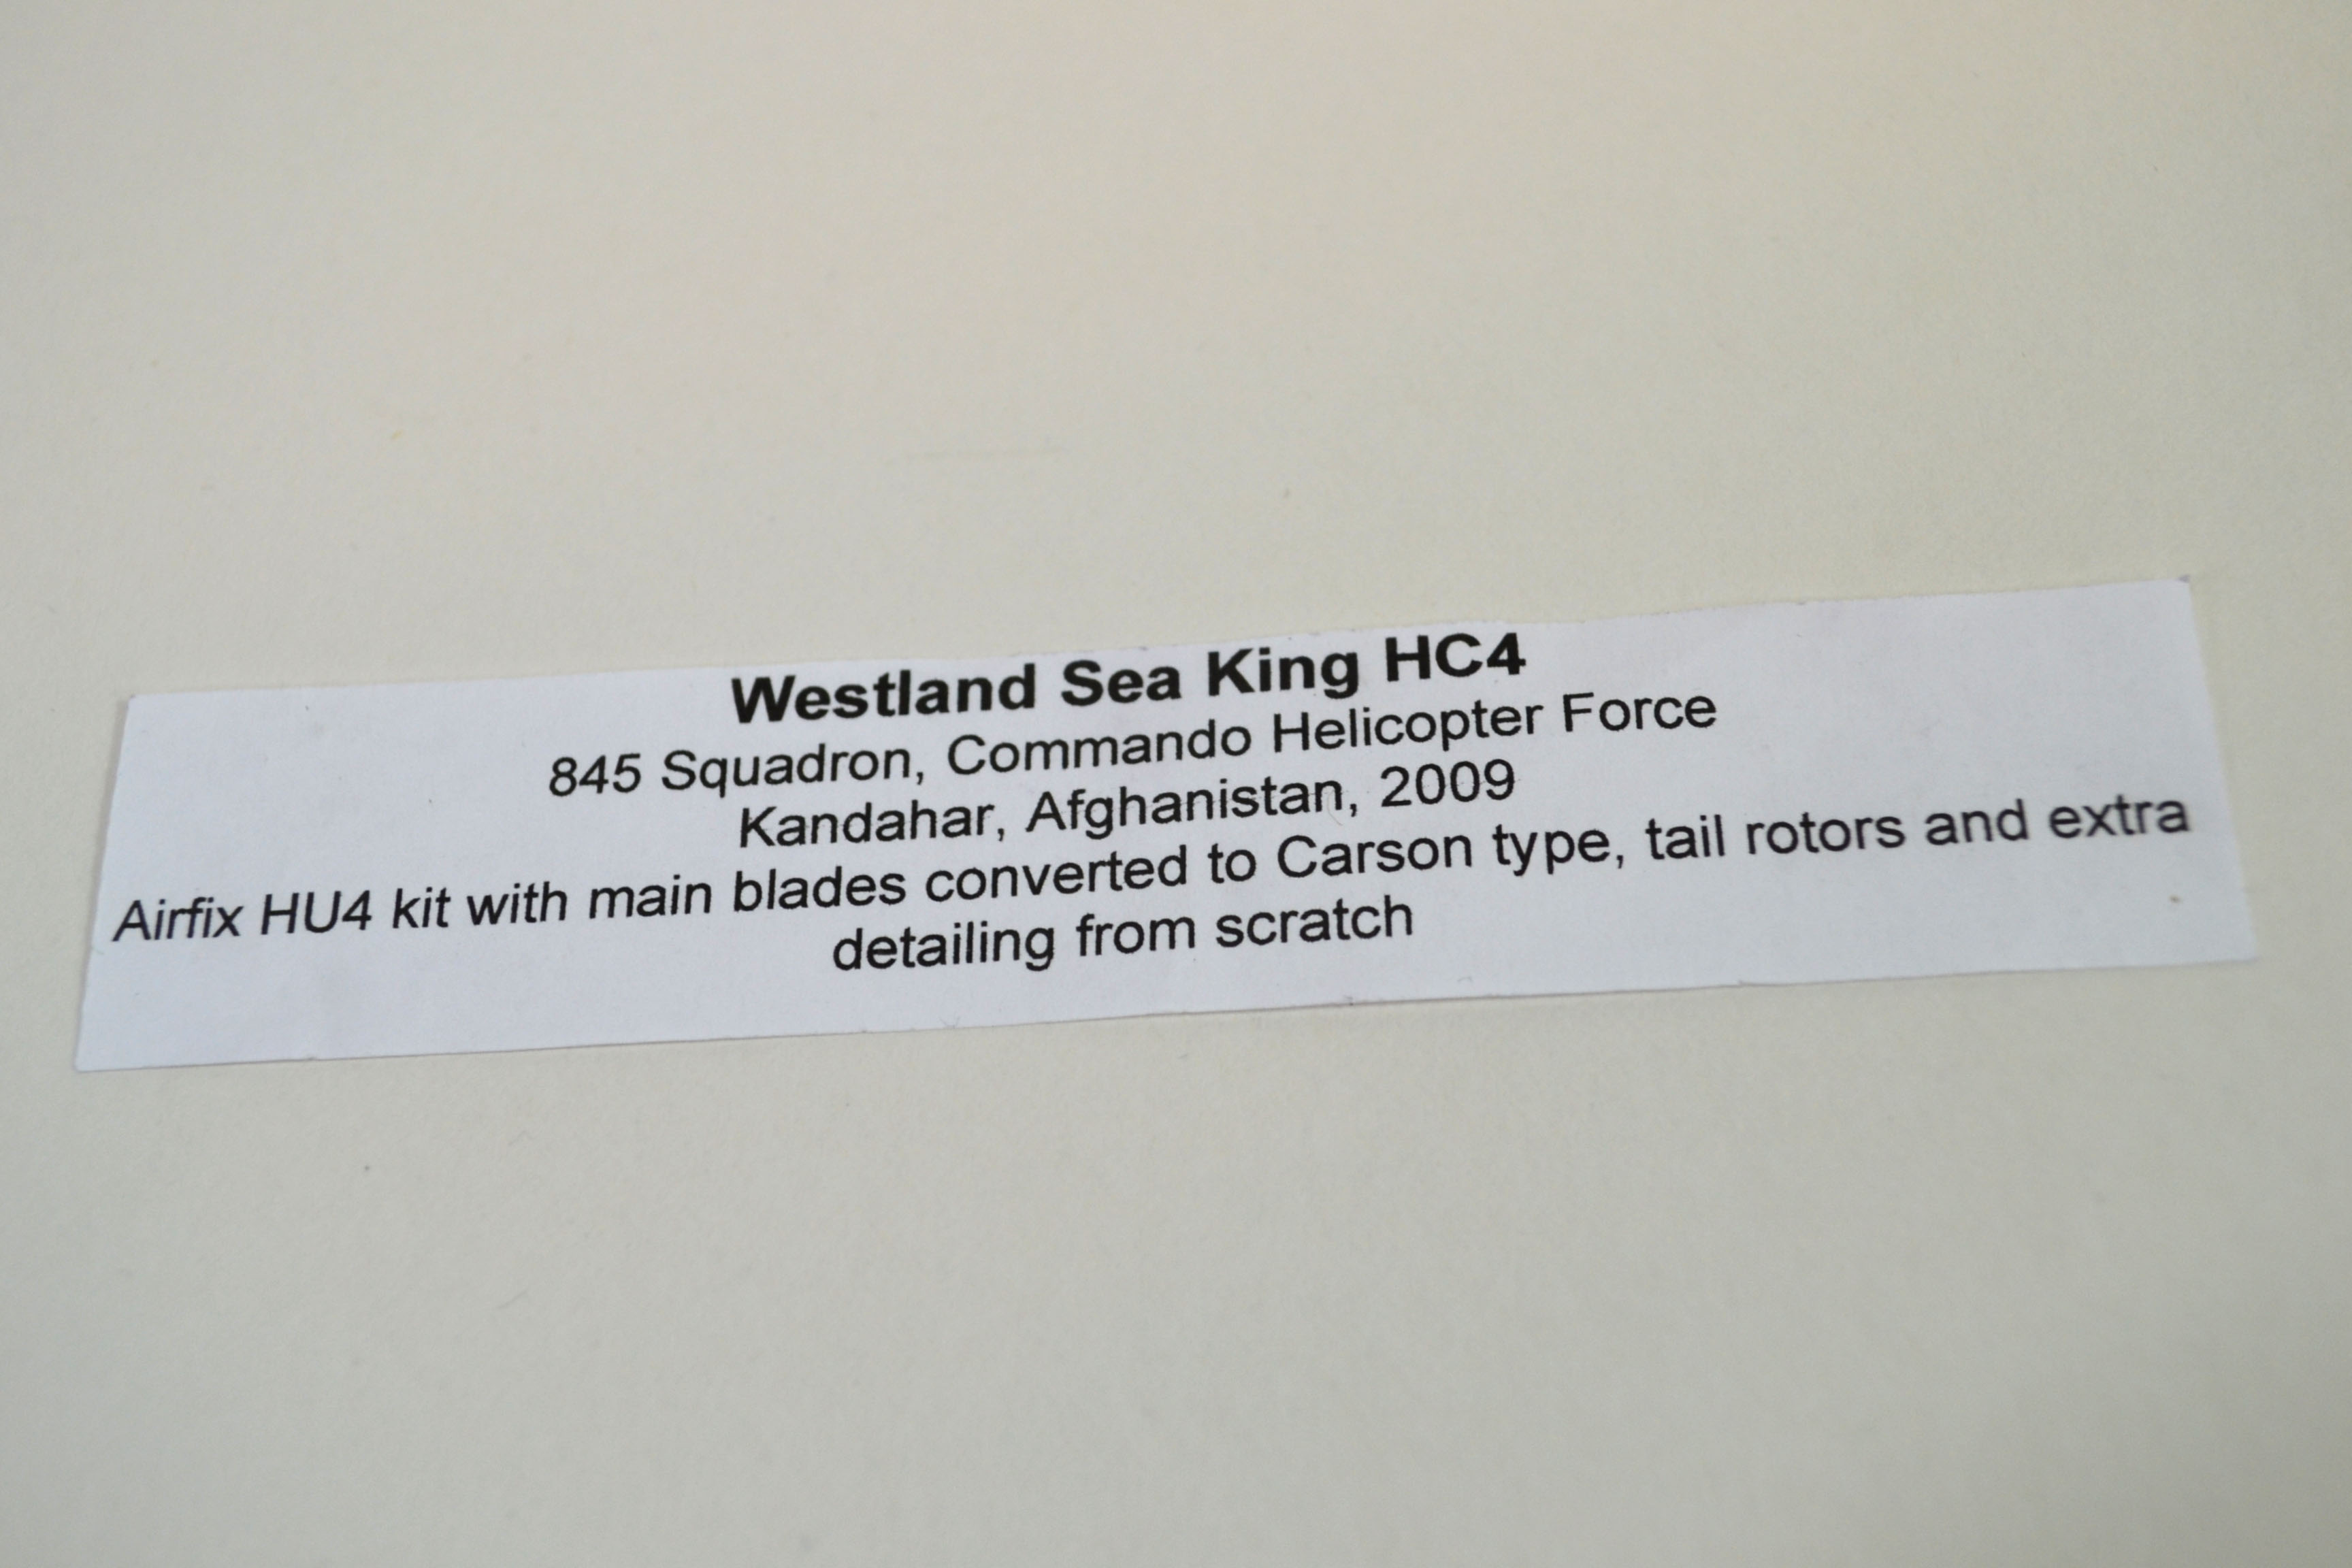 Westland Sea King HC4
845 Squadron, Commando Helicopter Force
Kandahar, Afghanistan, 2009
Airfix HU4 kit with main blades converted to Carson type, tail rotors and extra
detailing from scratch